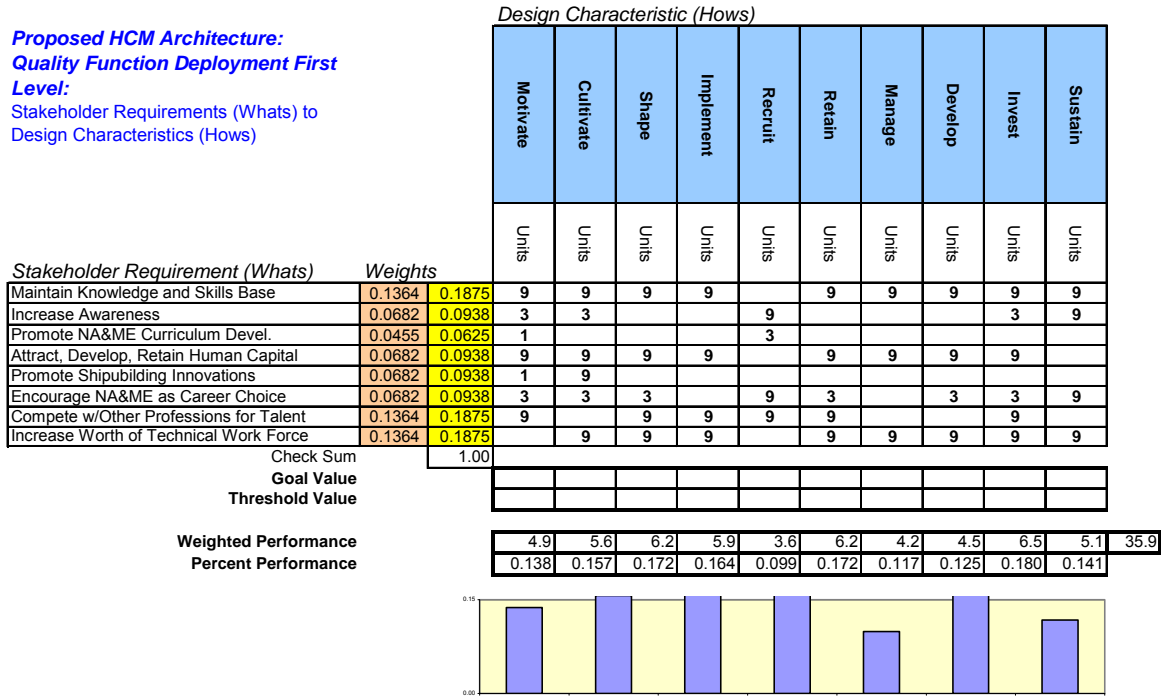 Design Characteristic (Hows)
Proposed HCM Architecture:
Quality Function Deployment First
Level:
Stakeholder Requirements (Whats) to
Design Characteristics (Hows)
Motivate Cultivate Shape Implement Recruit Retain Manage Develop Invest Sustain
Units Units Units Units Units Units Units Units Units Units
Stakeholder Requirement (Whats) Weights
Maintain Knowledge and Skills Base 0.1364 0.1875 9 9 9 9 9 9 9 9 9
Increase Awareness 0.0682 0.0938 3 3 9 3 9
Promote NA&ME Curriculum Devel. 0.0455 0.0625 1 3
Attract, Develop, Retain Human Capital 0.0682 0.0938 9 9 9 9 9 9 9 9
Promote Shipubilding Innovations 0.0682 0.0938 1 9
Encourage NA&ME as Career Choice 0.0682 0.0938 3 3 3 9 3 3 3 9
Compete w/Other Professions for Talent 0.1364 0.1875 9 9 9 9 9 9
Increase Worth of Technical Work Force 0.1364 0.1875 9 9 9 9 9 9 9 9
Check Sum 1.00
Goal Value
Threshold Value
Weighted Performance 4.9 5.6 6.2 5.9 3.6 6.2 4.2 4.5 6.5 5.1 35.9
Percent Performance 0.138 0.157 0.172 0.164 0.099 0.172 0.117 0.125 0.180 0.141
0.15
0.00